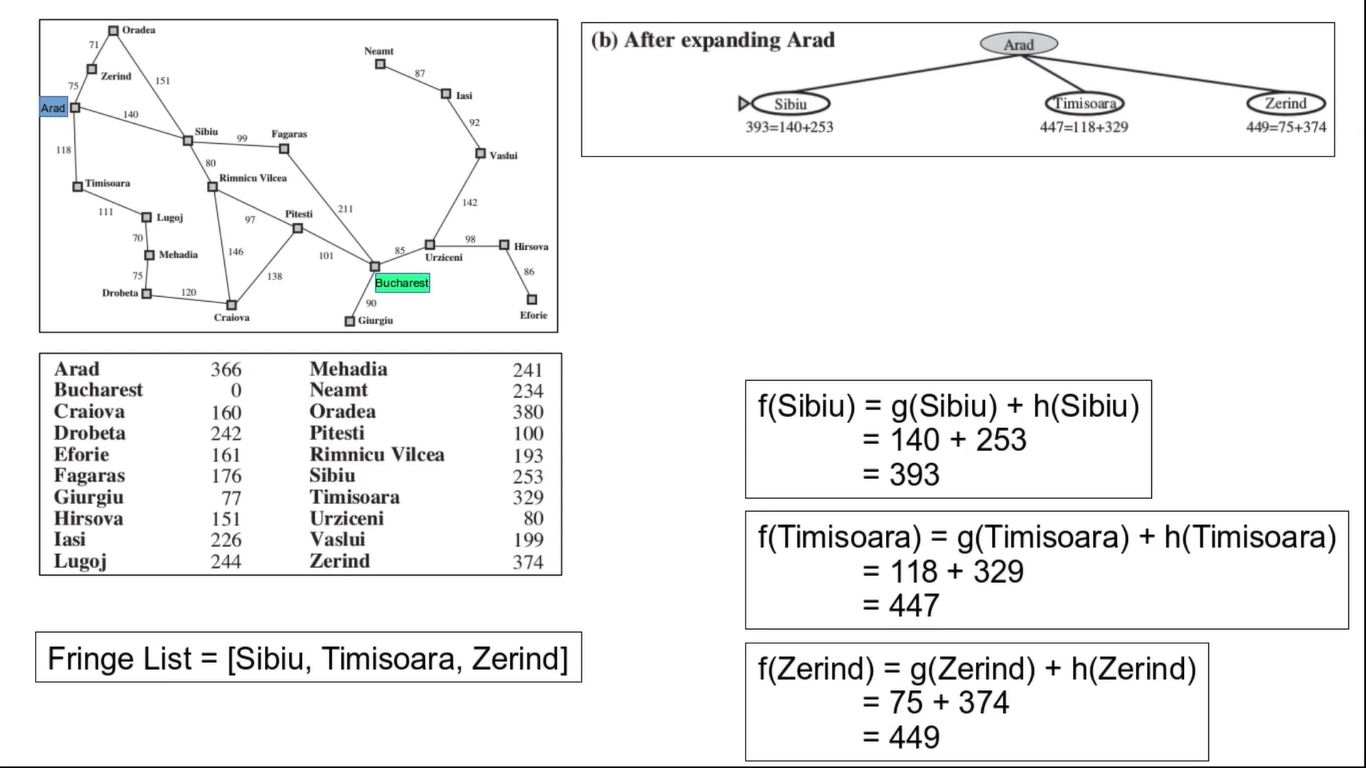 Oradea
71
Neamt
Zerind
87
75
151
Iasi
Arad
140
92
Sibiu
99
Fagaras
118
80
Vaslui
Timisoara
Rimnicu Vilcea
142
111
Lugoj
97
Pitesti
211
70
98
Hirsova
Mehadia
146
101
85
Urziceni
75
138
86
Bucharest
Drobeta
120
90
Craiova
Giurgiu
Eforie
(b) After expanding Arad
Arad
Sibiu
Timisoara
Zerind
393=140+253
447=118+329
449=75+374
Arad 366 Mehadia 241
Bucharest 0 Neamt 234
Craiova 160 Oradea 380
Drobeta 242 Pitesti 100
Eforie 161 Rimnicu Vilcea 193
Fagaras 176 Sibiu 253
Giurgiu 77 Timisoara 329
Hirsova 151 Urziceni 80
Iasi 226 Vaslui 199
Lugoj 244 Zerind 374
Fringe List = [Sibiu, Timisoara, Zerind]
f(Sibiu) = g(Sibiu) + h(Sibiu)
= 140 + 253
= 393
f(Timisoara) = g(Timisoara) + h(Timisoara)
= 118 + 329
= 447
f(Zerind) = g(Zerind) + h(Zerind)
= 75 + 374
= 449